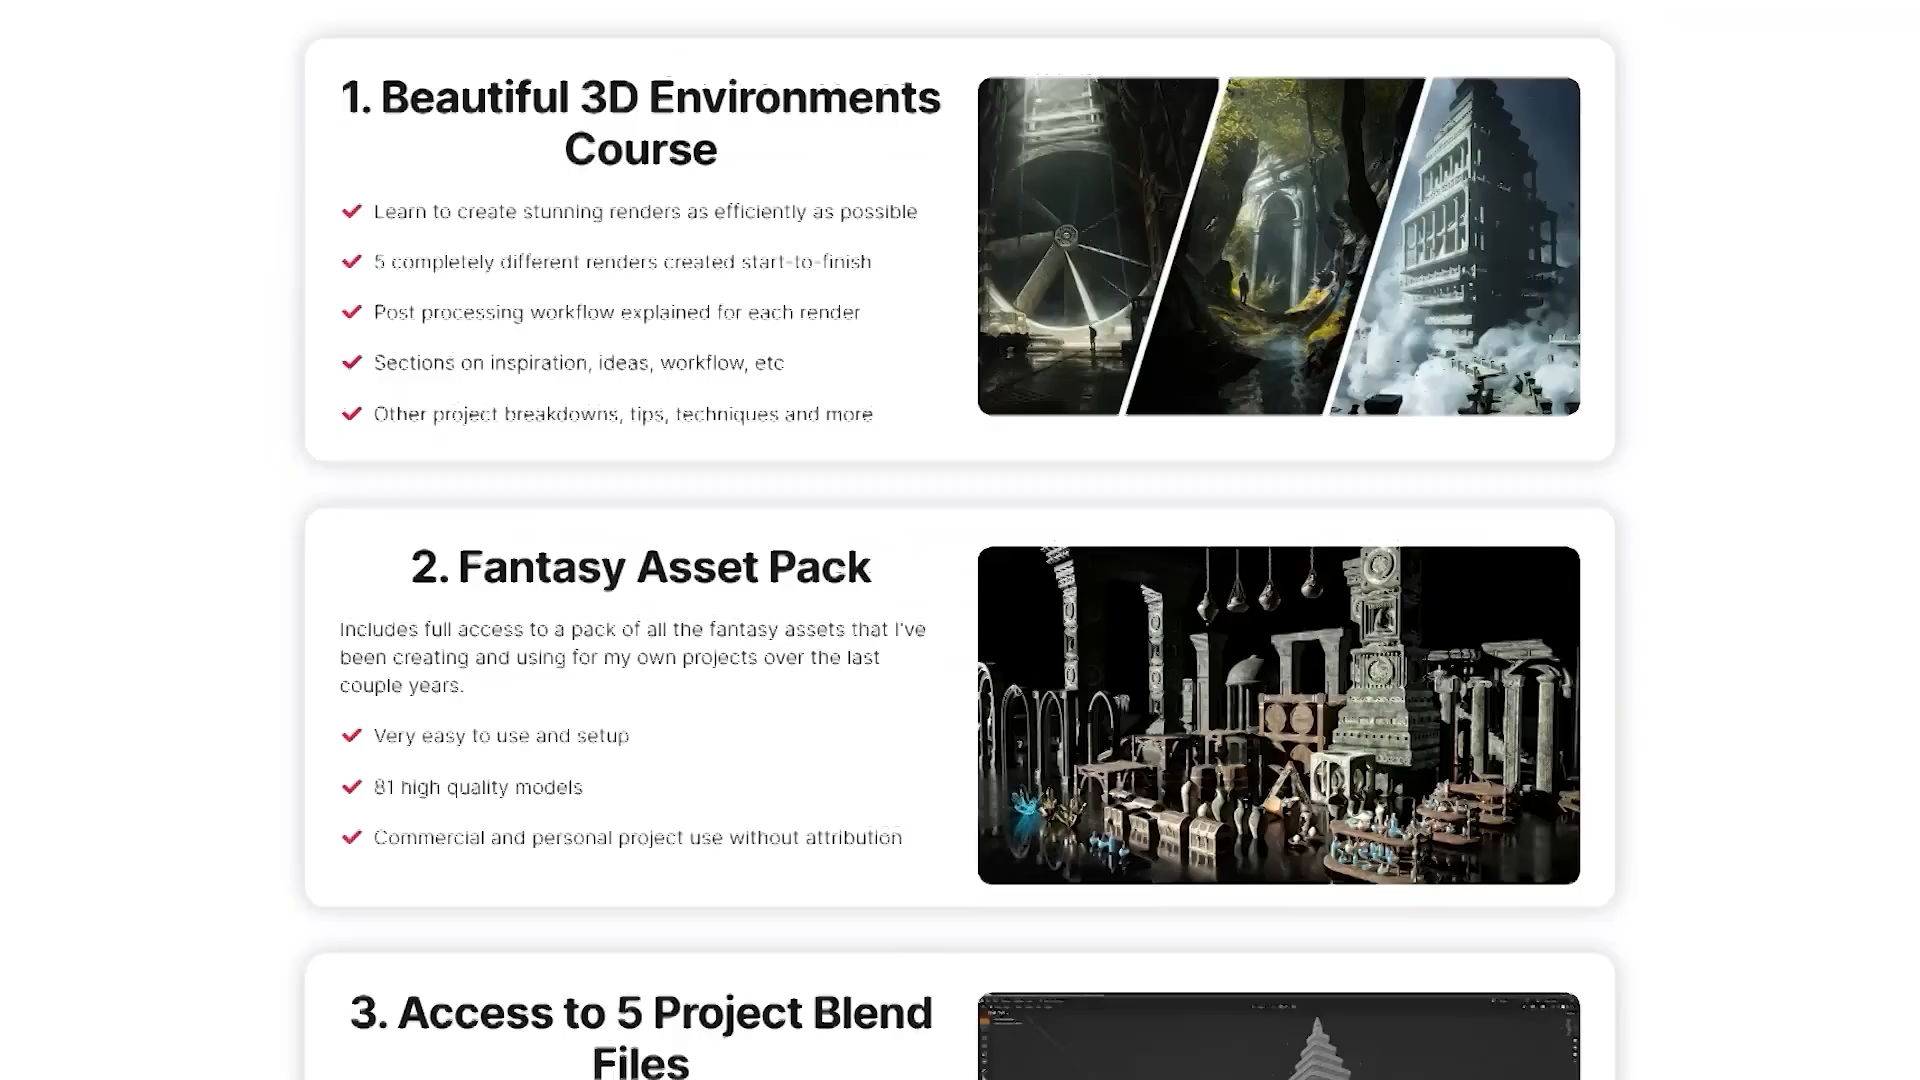 1. Beautiful 3D Environments
Course
Learn to create stunning renders as efficiently as possible
5 completely different renders created start-to-finish
Post processing workflow explained for each render
Sections on inspiration, ideas, workflow, etc
Other project breakdowns, tips, techniques and more
2. Fantasy Asset Pack
Includes full access to a pack of all the fantasy assets that I've
been creating and using for my own projects over the last
couple years.
Very easy to use and setup
81 high quality models
Commercial and personal project use without attribution
3. Access to 5 Project Blend
Files